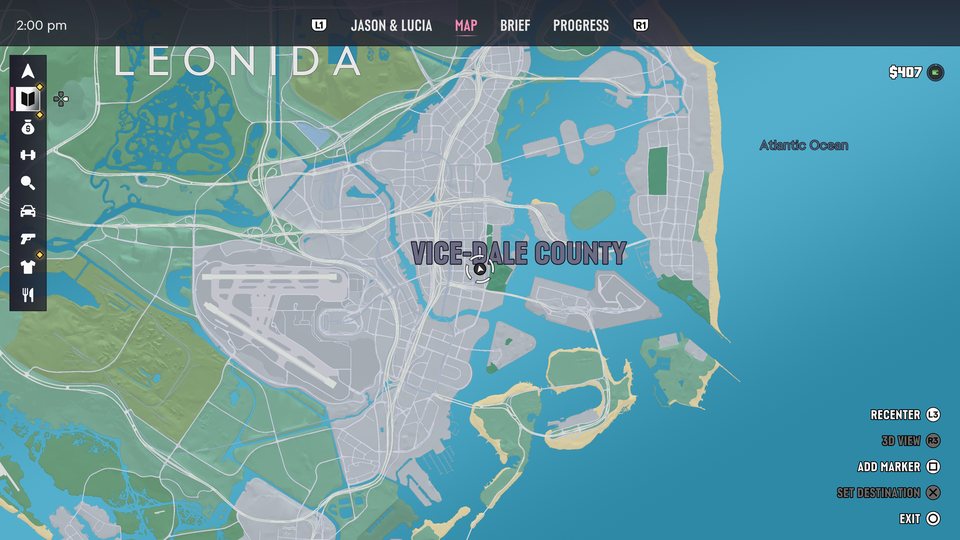 2:00 pm
L1 JASON & LUCIA MAP BRIEF PROGRESS R1
LEONIDA
$407
Atlantic Ocean
VICE-DALE COUNTY
RECENTER L3
3D VIEW R3
ADD MARKER
SET DESTINATION
EXIT